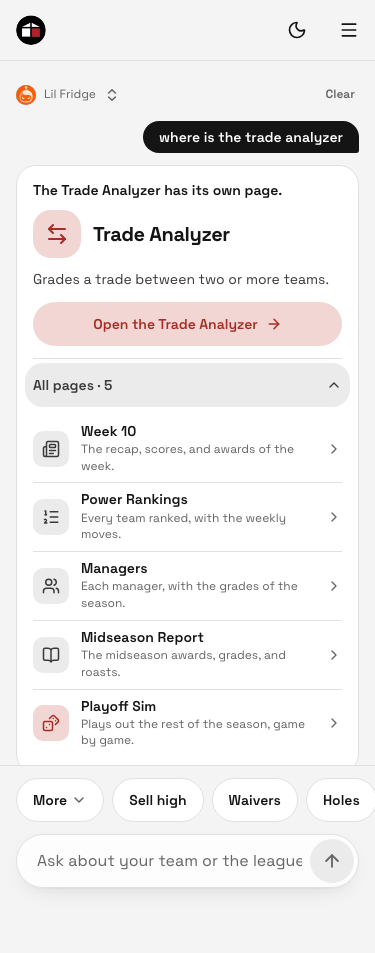 Lil Fridge
Clear
where is the trade analyzer
The Trade Analyzer has its own page.
Trade Analyzer
Grades a trade between two or more teams.
Open the Trade Analyzer
All pages · 5
Week 10
The recap, scores, and awards of the
week.
Power Rankings
Every team ranked, with the weekly
moves.
Managers
Each manager, with the grades of the
season.
Midseason Report
The midseason awards, grades, and
roasts.
Playoff Sim
Plays out the rest of the season, game
by game.
More
Sell high
Waivers
Holes
Ask about your team or the league